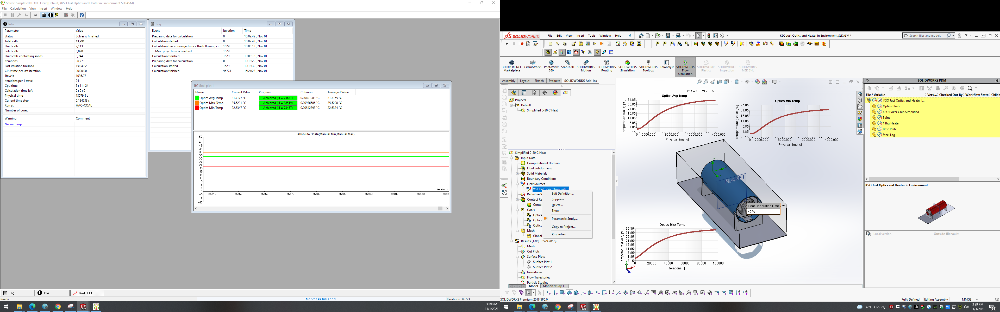 Solver: Simplified 0-30 C Heat [Default] (KSO Just Optics and Heater in Environment.SLDASM)
File Calculation View Insert Window Help
Info
Parameter Value
Status Solver is finished.
Total cells 13,991
Fluid cells 7,113
Solid cells 6,878
Fluid cells contacting solids 3,744
Iterations 96,773
Last iteration finished 15:24:22
CPU time per last iteration 00:00:00
Travels 1036.07
Iterations per 1 travel 94
Cpu time 5 : 11 : 24
Calculation time left 0 : 0 : 0
Physical time 13579.8 s
Current time step 0.134633 s
Run at HAO-COAL
Number of cores
Warning Comment
No warnings
Log
Event Iteration Time
Preparing data for calculation 0 10:02:42 , Nov 01
Calculation started 0 10:02:43 , Nov 01
Calculation has converged since the following cr... 1529 10:08:13 , Nov 01
Max. phys. time is reached 1529
Calculation finished 1529 10:08:13 , Nov 01
Preparing data for calculation 0 10:18:29 , Nov 01
Calculation started 1529 10:18:30 , Nov 01
Calculation finished 96773 15:24:23 , Nov 01
Goal plot 1
Name Current Value Progress Criterion Averaged Value
Optics Avg Temp 31.7177 °C Achieved (IT = 75671) 0.00401983 °C 31.7165 °C
Optics Max Temp 35.5221 °C Achieved (IT = 88519) 0.00976586 °C 35.5208 °C
Optics Min Temp 22.6347 °C Achieved (IT = 73457) 0.00542393 °C 22.6324 °C
Absolute Scale(Manual Min,Manual Max)
50
45
42
39
36
33
30
27
24
21
18
15
12
9
6
3
0
-3
-6
-10
Iterations
95840 95850 95860 95870 95880 95890 95900 95910 95920 9593
Log Info Goal plot 1
Ready Solver is finished. Iterations : 96773
3:29 PM
11/1/2021
SOLIDWORKS File Edit View Insert Tools Window Help
KSO Just Optics and Heater in Environment.SLDASM *
Search files and models
3DEXPERIENCE Marketplace
CircuitWorks
PhotoView 360
ScanTo3D
SOLIDWORKS Motion
SOLIDWORKS Routing
SOLIDWORKS Simulation
SOLIDWORKS Toolbox
TolAnalyst
SOLIDWORKS Flow Simulation
SOLIDWORKS Plastics
SOLIDWORKS Inspection
SOLIDWORKS MBD SNL
Assembly Layout Sketch Evaluate SOLIDWORKS Add-Ins
Projects
Default
Simplified 0-30 C Heat
Simplified 0-30 C Heat
Input Data
Computational Domain
Fluid Subdomains
Solid Materials
Boundary Conditions
Heat Sources
VS Heat Generation Rate 1
Radiative S
Contact Re
Conta
Goals
Optics
Optics
Optics
Mesh
Global
Results (1.fld, 13579.785 s)
Mesh
Cut Plots
Surface Plots
Surface Plot 1
Surface Plot 2
Isosurfaces
Flow Trajectories
Particle Studies
Edit Definition...
Suppress
Delete...
Show
Parametric Study...
Copy to Project...
Properties...
Time = 13579.785 s
Optics Avg Temp
Temperature (Solid) [°C]
31.85
26.85
21.85
16.85
11.85
6.85
1.85
-3.15
0 2000.000 6000.000 10000.000 14000.000
Physical time [s]
Optics Min Temp
Temperature (Solid) [°C]
26.85
21.85
16.85
11.85
6.85
1.85
-3.15
0 2000.000 6000.000 10000.000 14000.000
Physical time [s]
PLANE1
Y
X
Z
Heat Generation Rate
40 W
Optics Max Temp
Temperature (Solid) [°C]
36.85
31.85
26.85
21.85
16.85
11.85
6.85
1.85
-3.15
0 20000 40000 60000 80000 100000
Iterations [ ]
Model Motion Study 1
SOLIDWORKS PDM
File / Variable Versi... Checked Out By Workflow State Child C
KSO Just Optics and Heater i...
Optics Block
KSO Poker Chip Simplified
Spine
1 Big Heater
Base Plate
Steel Leg
KSO Just Optics and Heater in Environment
Local version Outside file vault
SOLIDWORKS Premium 2018 SP5.0 Fully Defined Editing Assembly MMGS
37°F Cloudy
3:29 PM
11/1/2021
24